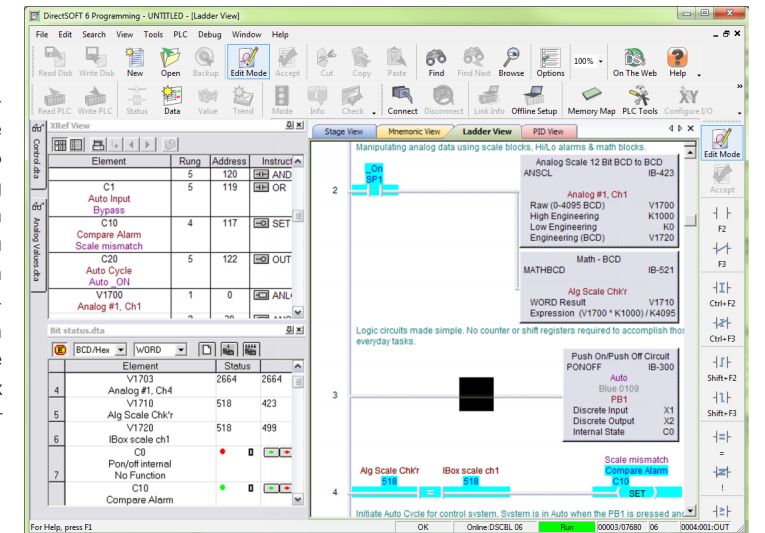 DirectSOFT 6 Programming - UNTITLED - [Ladder View]
File Edit Search View Tools PLC Debug Window Help
Read Disk Write Disk New Open Backup Edit Mode Accept Cut Copy Paste Find Find Next Browse Options 100% On The Web Help
Read PLC Write PLC Status Data Value Trend Mode Info Check Connect Disconnect Link Info Offline Setup Memory Map PLC Tools Configure I/O
XRef View
Element Rung Address Instruct
5 120 AND
C1 5 119 OR
Auto Input
Bypass
C10 4 117 SET
Compare Alarm
Scale mismatch
C20 5 122 OUT
Auto Cycle
Auto _ON
V1700 1 0 ANL
Analog #1, Ch1
Control.dta
Analog Values.dta
Bit status.dta
BCD/Hex WORD
Element Status
4 V1703 2664 2664
Analog #1, Ch4
5 V1710 518 423
Alg Scale Chk'r
6 V1720 518 499
IBox scale ch1
7 C0
Pon/off internal
No Function
C10
Compare Alarm
Stage View Mnemonic View Ladder View PID View
Manipulating analog data using scale blocks, Hi/Lo alarms & math blocks.
_On
SP1
2
Analog Scale 12 Bit BCD to BCD
ANSCL IB-423
Analog #1, Ch1
Raw (0-4095 BCD) V1700
High Engineering K1000
Low Engineering K0
Engineering (BCD) V1720
Math - BCD
MATHBCD IB-521
Alg Scale Chk'r
WORD Result V1710
Expression (V1700 * K1000) / K4095
Logic circuits made simple. No counter or shift registers required to accomplish thos
everyday tasks.
3
Push On/Push Off Circuit
PONOFF IB-300
Auto
Blue 0109
PB1
Discrete Input X1
Discrete Output X2
Internal State C0
Scale mismatch
Alg Scale Chk'r IBox scale ch1 Compare Alarm
518 518 C10
4 = SET
Initiate Auto Cycle for control system. System is in Auto when the PB1 is pressed and
Edit Mode
Accept
F2
F3
Ctrl+F2
Ctrl+F3
Shift+F2
Shift+F3
=
!
For Help, press F1
OK Online:DSCBL 06 Run 00003/07680 06 0004:001:OUT